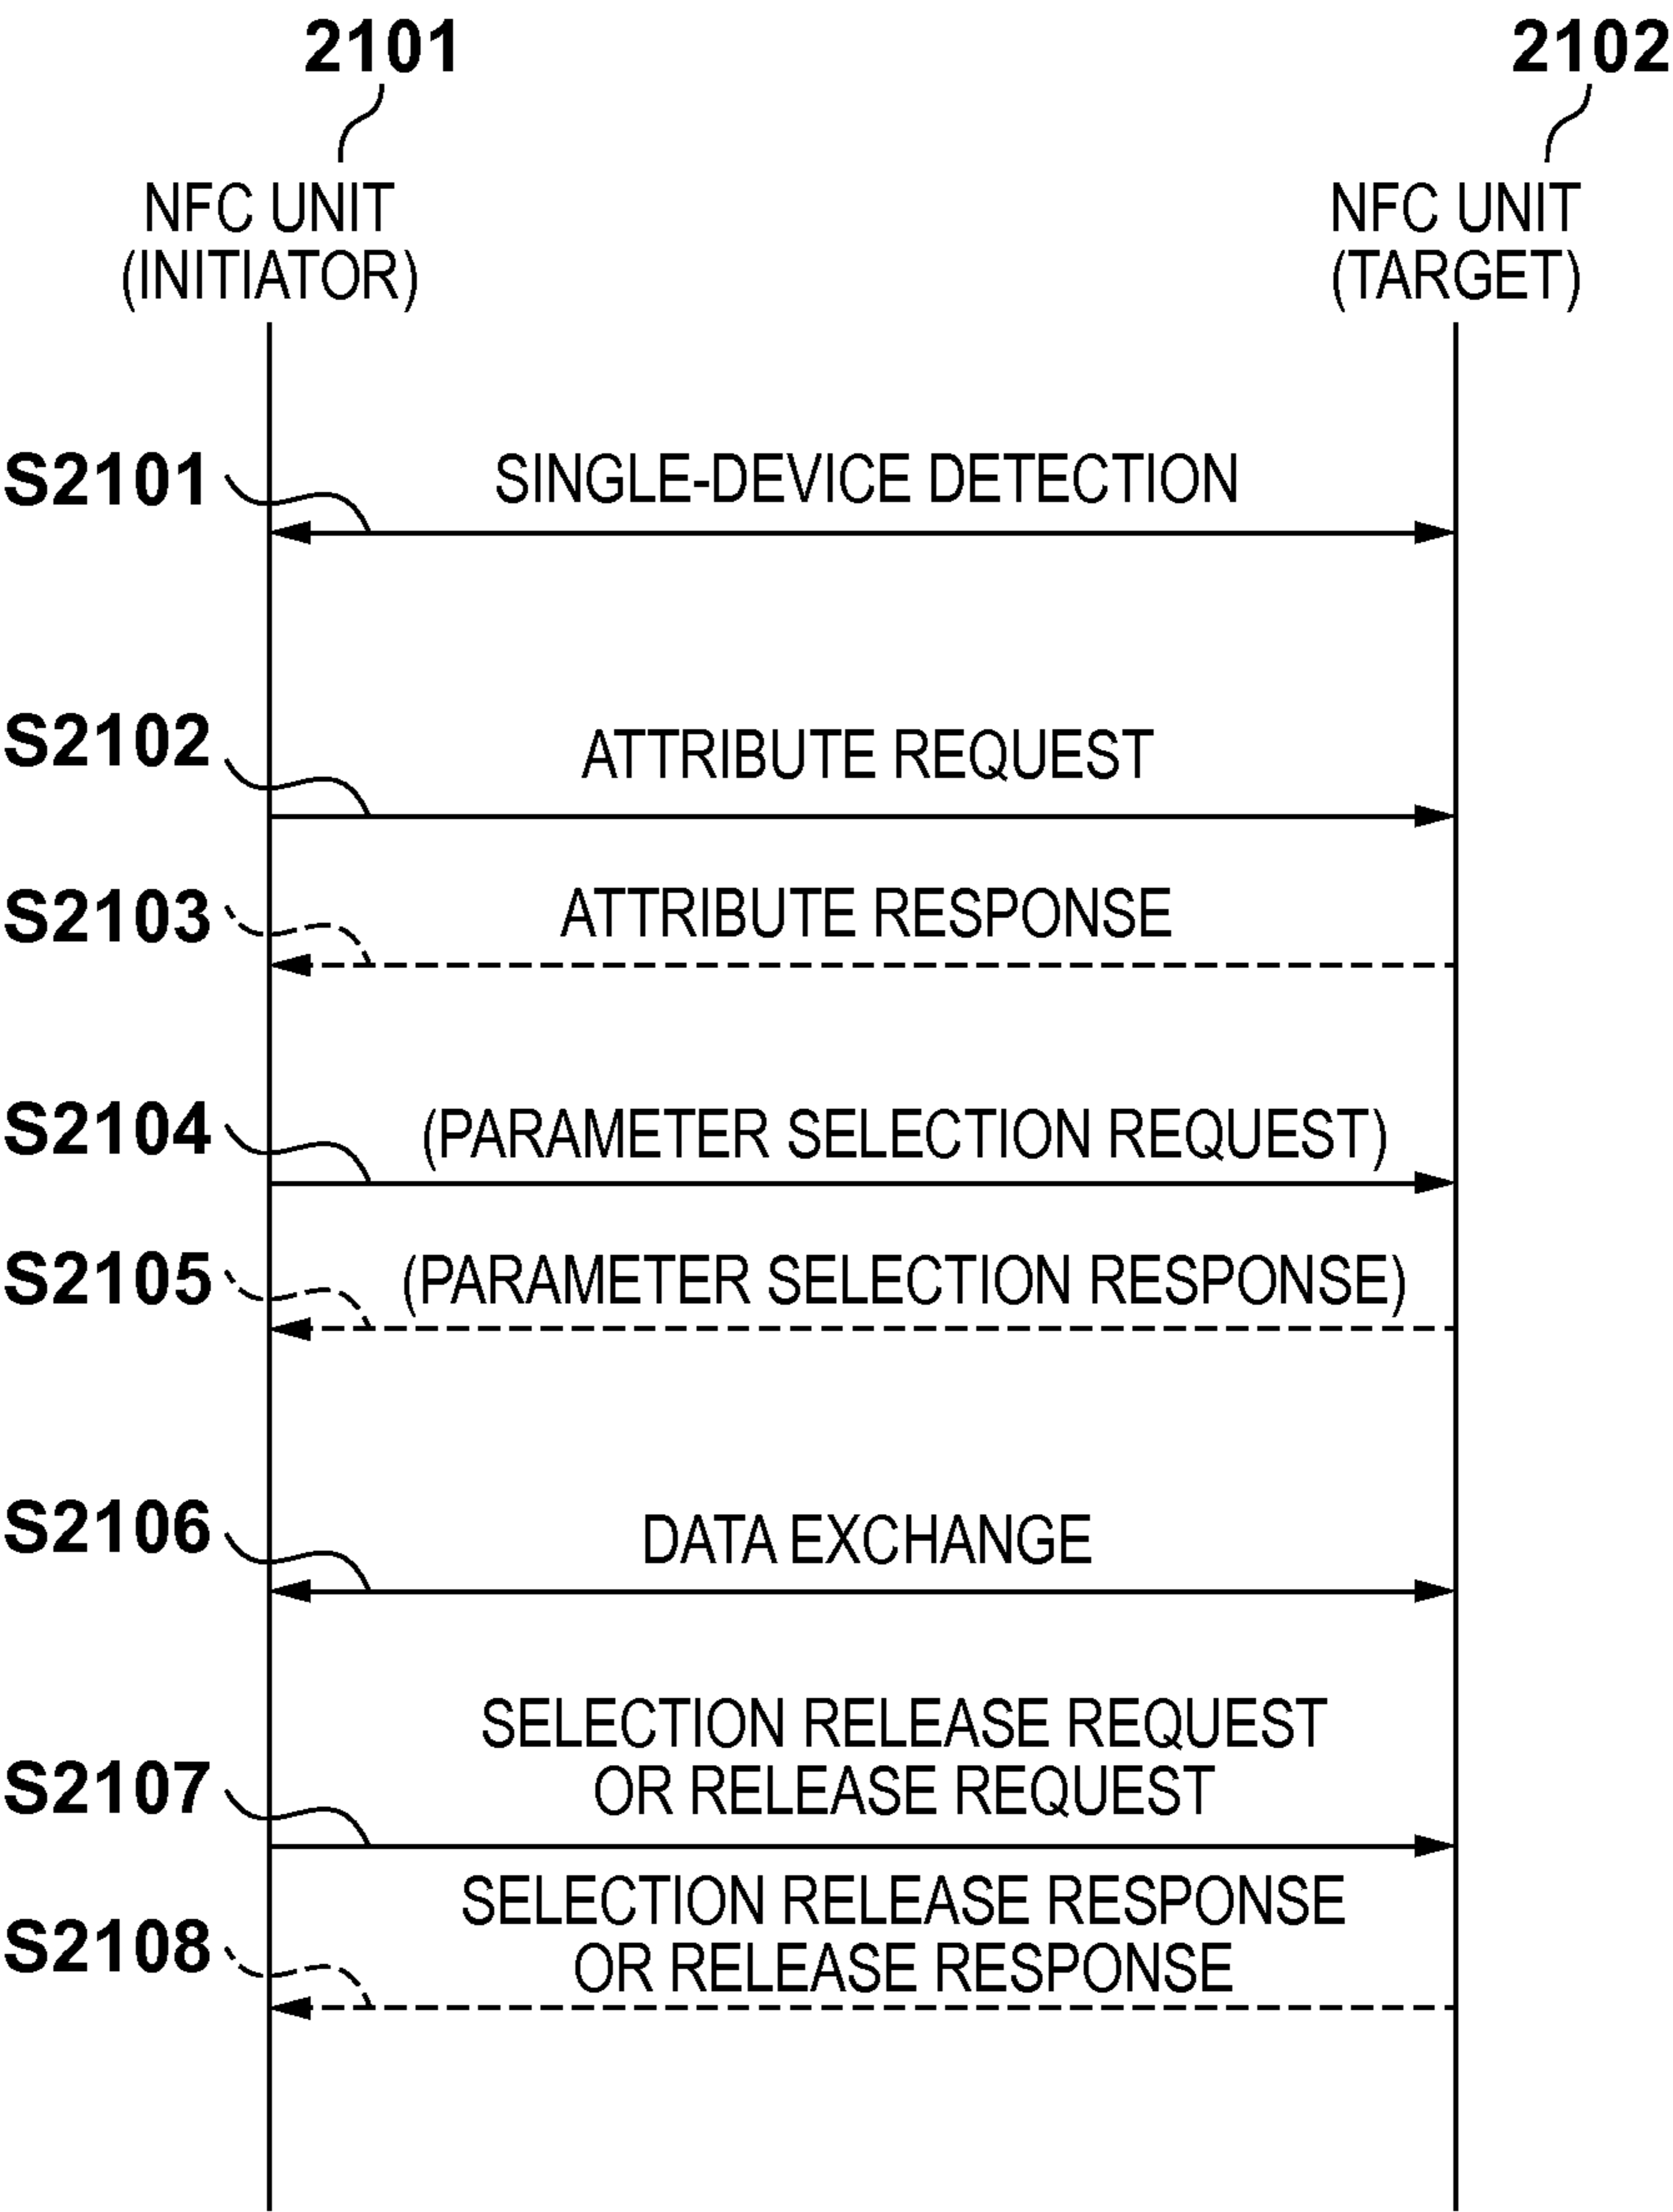 2101
2102
NFC UNIT
(INITIATOR)
NFC UNIT
(TARGET)
S2101
SINGLE-DEVICE DETECTION
S2102
ATTRIBUTE REQUEST
S2103
ATTRIBUTE RESPONSE
S2104
(PARAMETER SELECTION REQUEST)
S2105
(PARAMETER SELECTION RESPONSE)
S2106
DATA EXCHANGE
S2107
SELECTION RELEASE REQUEST
OR RELEASE REQUEST
S2108
SELECTION RELEASE RESPONSE
OR RELEASE RESPONSE